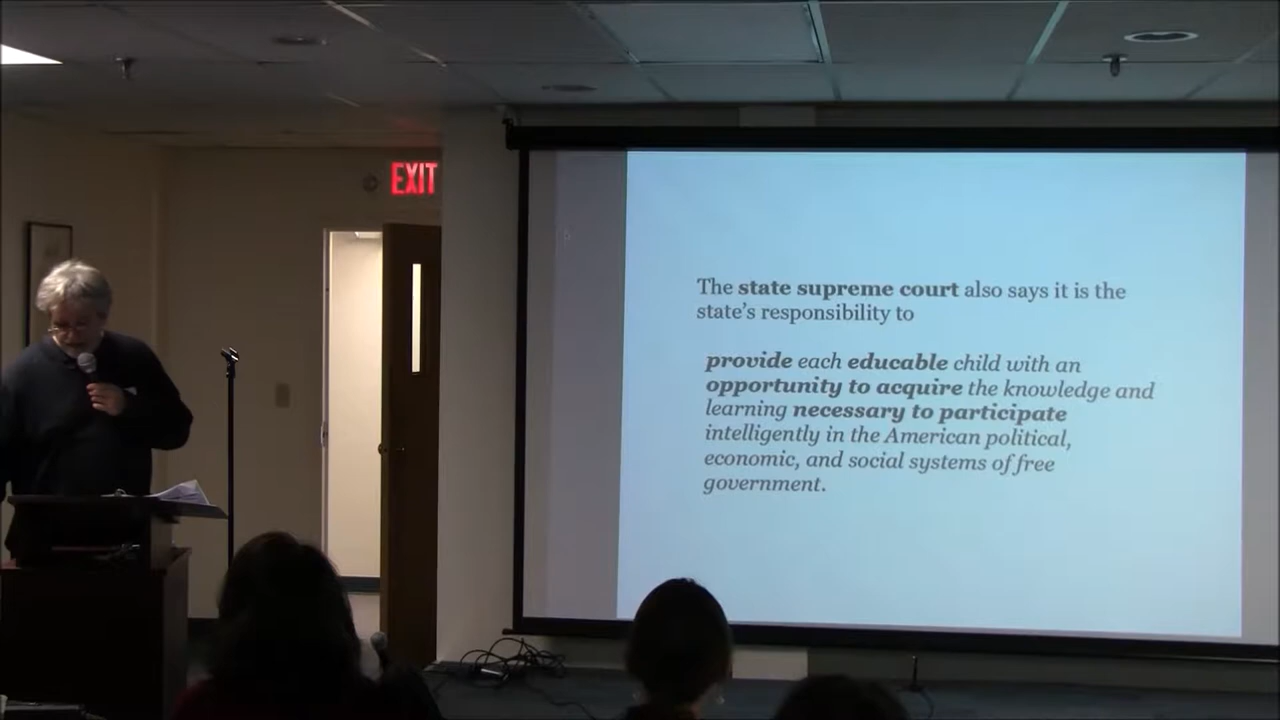 EXIT
The state supreme court also says it is the
state's responsibility to
provide each educable child with an
opportunity to acquire the knowledge and
learning necessary to participate
intelligently in the American political,
economic, and social systems of free
government.